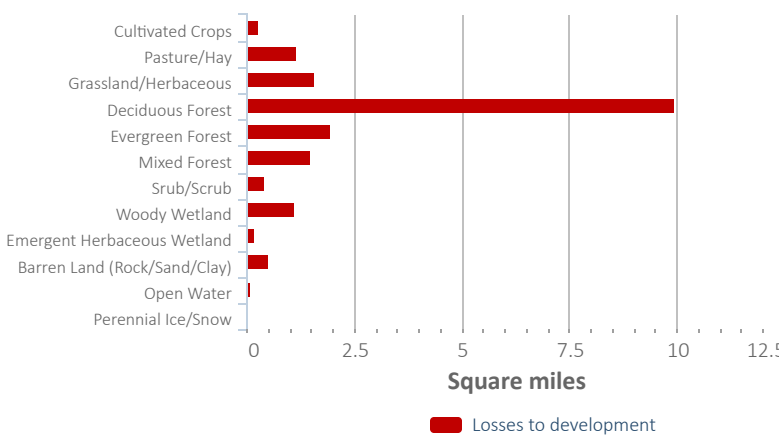 Cultivated Crops
Pasture/Hay
Grassland/Herbaceous
Deciduous Forest
Evergreen Forest
Mixed Forest
Srub/Scrub
Woody Wetland
Emergent Herbaceous Wetland
Barren Land (Rock/Sand/Clay)
Open Water
Perennial Ice/Snow
0 2.5 5 7.5 10 12.5
Square miles
Losses to development